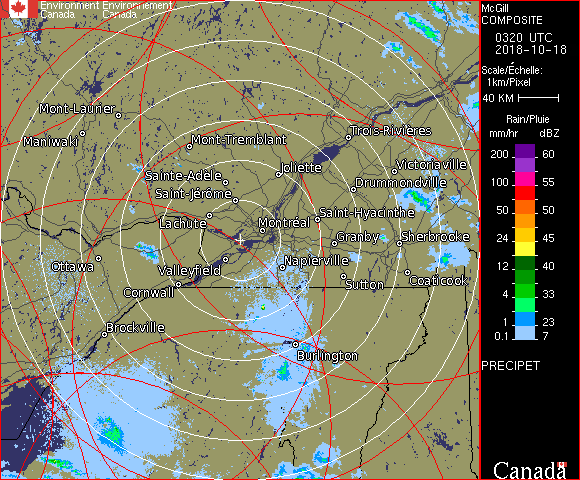 Environment Environnement
Canada Canada
McGill
COMPOSITE
0320 UTC
2018-10-18
Scale/Échelle:
1km/Pixel
40 KM
Rain/Pluie
mm/hr dBZ
200 60
100 55
50 50
24 45
12 40
4 33
1 23
0.1 7
PRECIPET
Canada
Mont-Laurier
Maniwaki
Mont-Tremblant
Trois-Rivières
Joliette
Victoriaville
Sainte-Adèle
Drummondville
Saint-Jérôme
Saint-Hyacinthe
Lachute
Montréal
Granby
Sherbrooke
Ottawa
Valleyfield
Napierville
Cornwall
Sutton
Coaticook
Brockville
Burlington